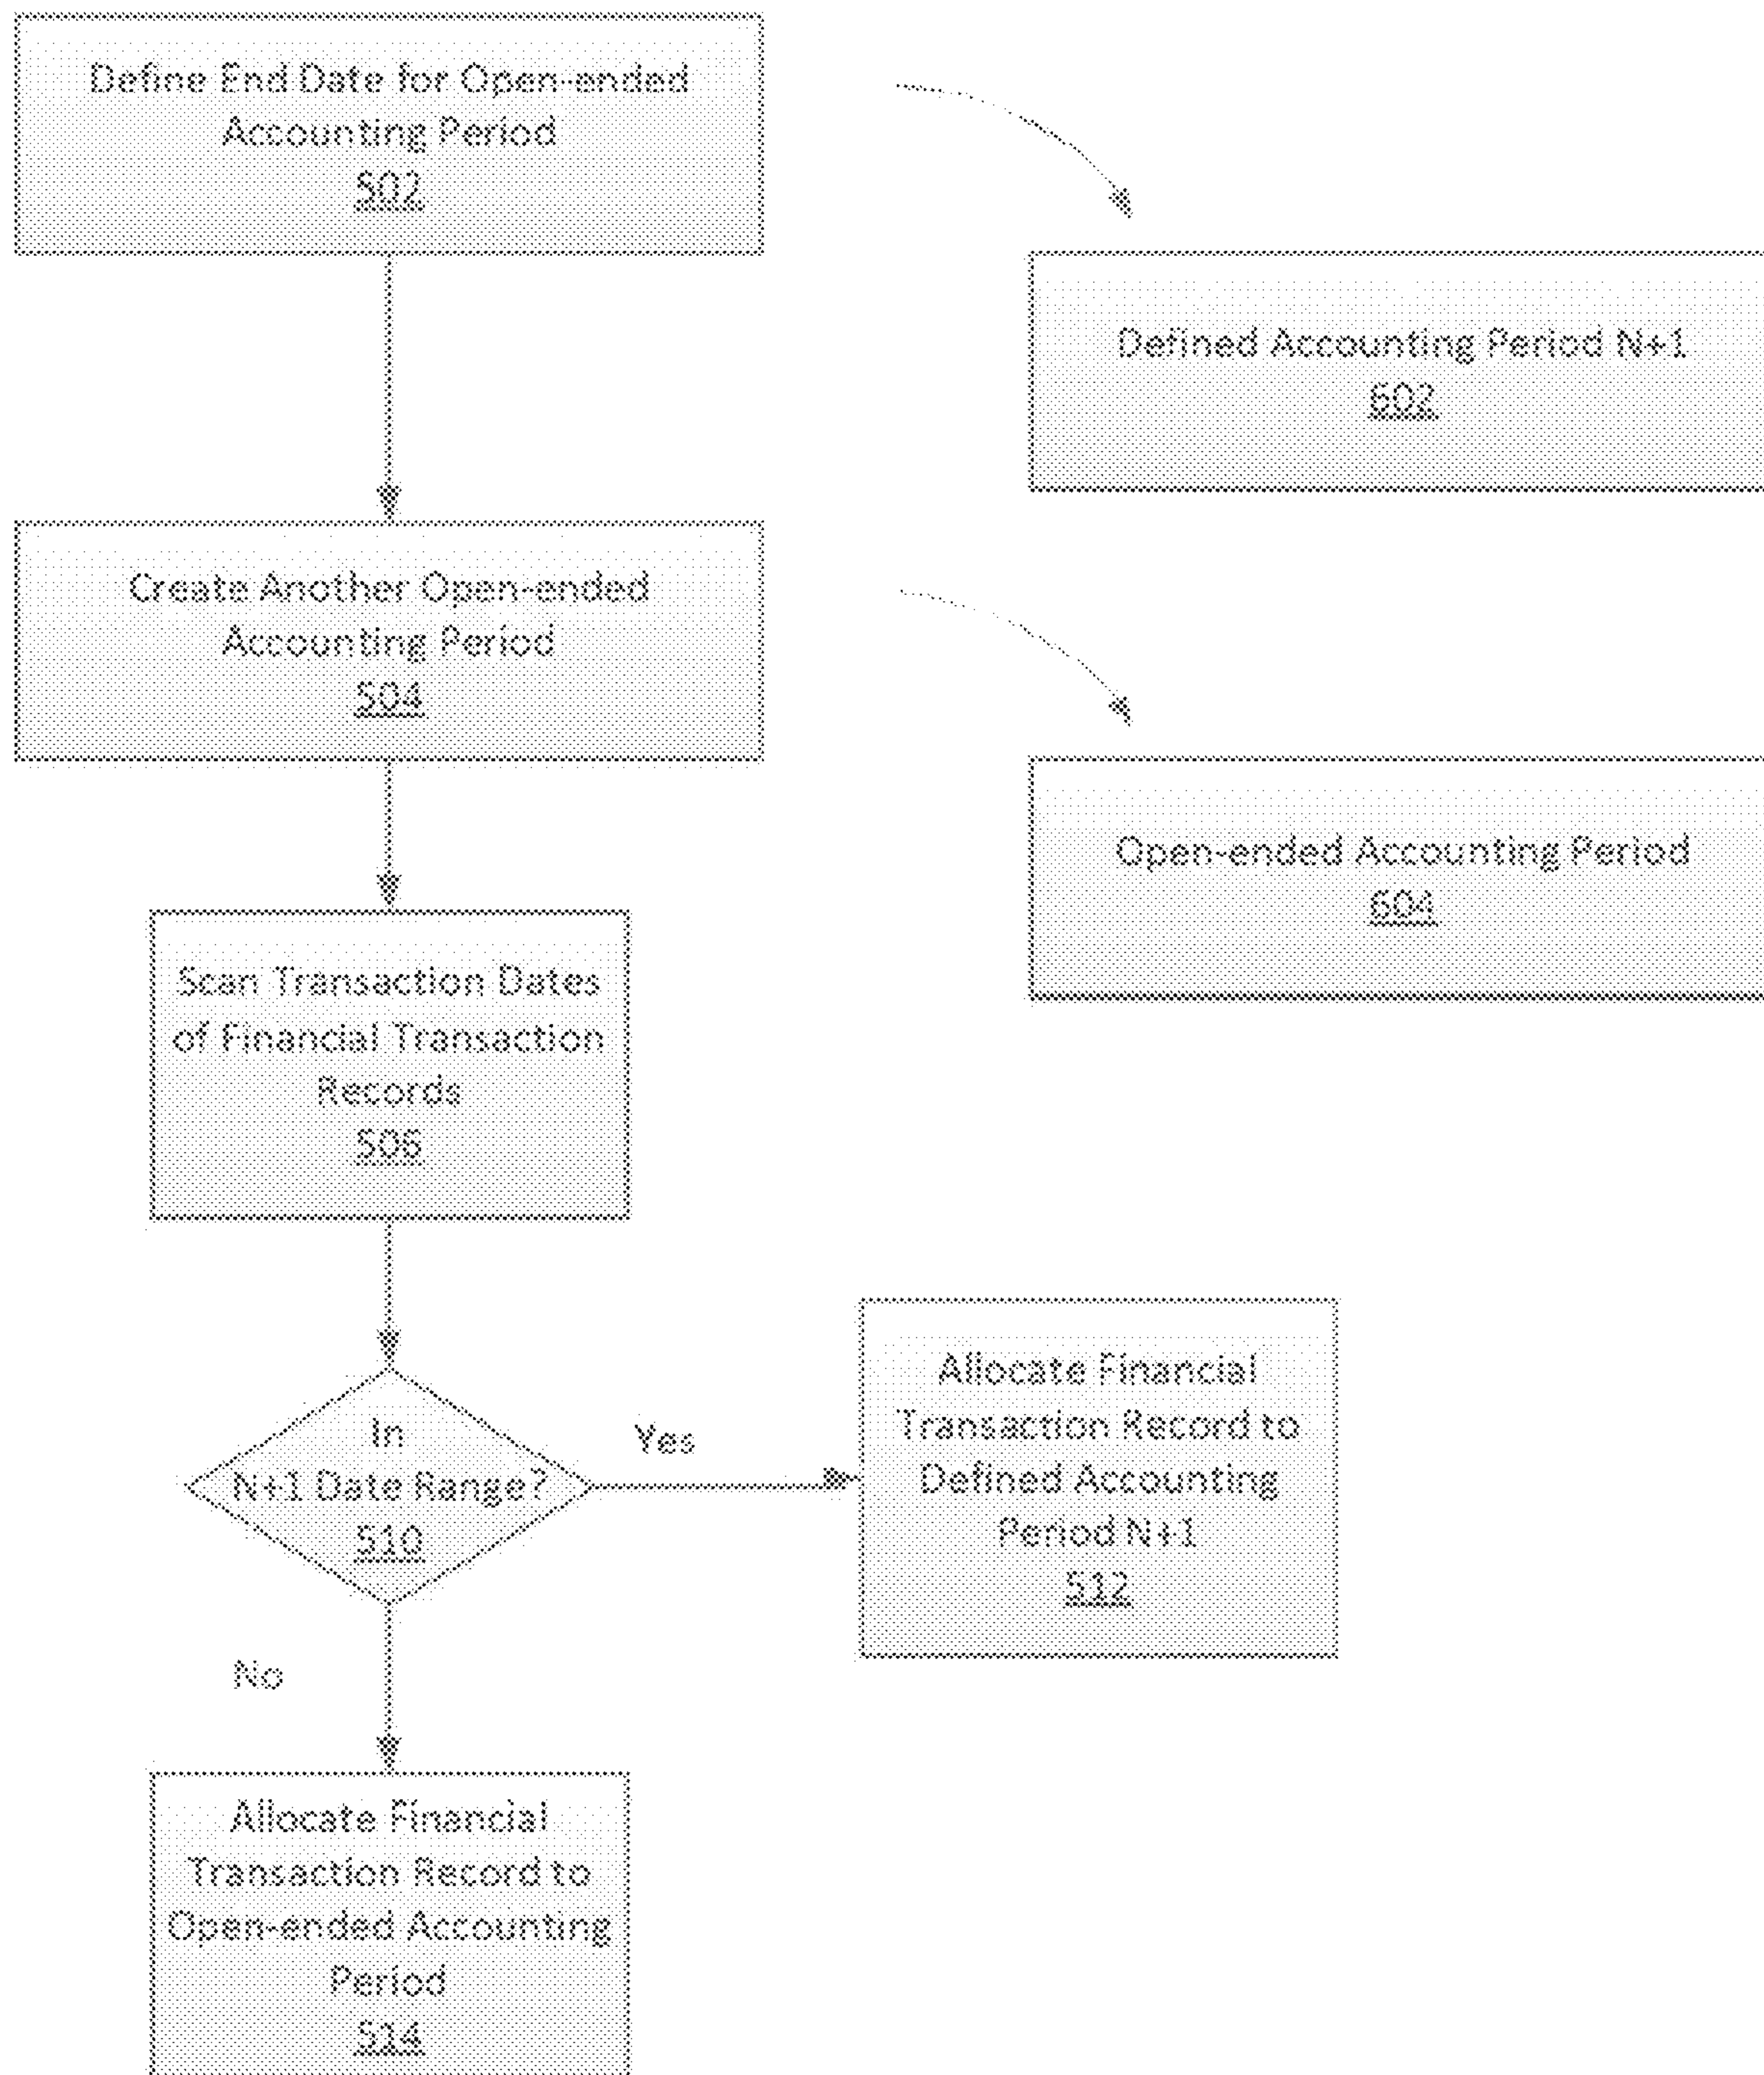 Define End Date for Open-ended
Accounting Period
502
Defined Accounting Period N+1
602
Create Another Open-ended
Accounting Period
504
Open-ended Accounting Period
604
Scan Transaction Dates
of Financial Transaction
Records
506
In
N+1 Date Range?
510
Yes
Allocate Financial
Transaction Record to
Defined Accounting
Period N+1
512
No
Allocate Financial
Transaction Record to
Open-ended Accounting
Period
514